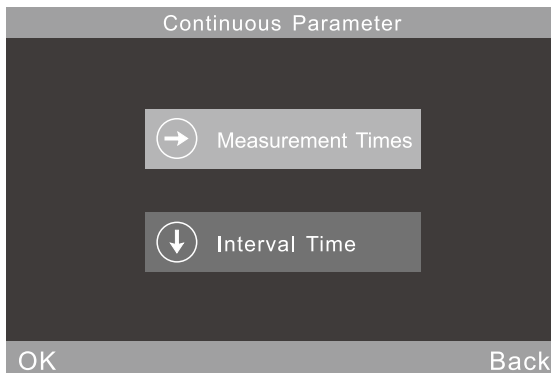 Continuous Parameter
Measurement Times
Interval Time
OK
Back